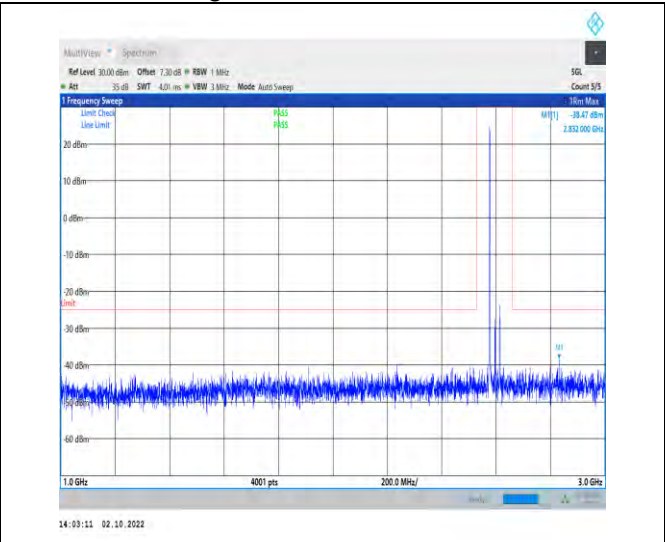 MultiView Spectrum
Ref Level 30.00 dBm Offset 7.30 dB RBW 1 MHz SGL
Att 35 dB SWT 4.01 ms VBW 3 MHz Mode Auto Sweep Count 5/5
1 Frequency Sweep 1Rm Max
Limit Check PASS M1[1] -38.47 dBm
Line Limit PASS 2.832 000 GHz
20 dBm
10 dBm
0 dBm
-10 dBm
-20 dBm
Limit
-30 dBm
M1
-40 dBm
-50 dBm
-60 dBm
1.0 GHz 4001 pts 200.0 MHz/ 3.0 GHz
14:03:11 02.10.2022